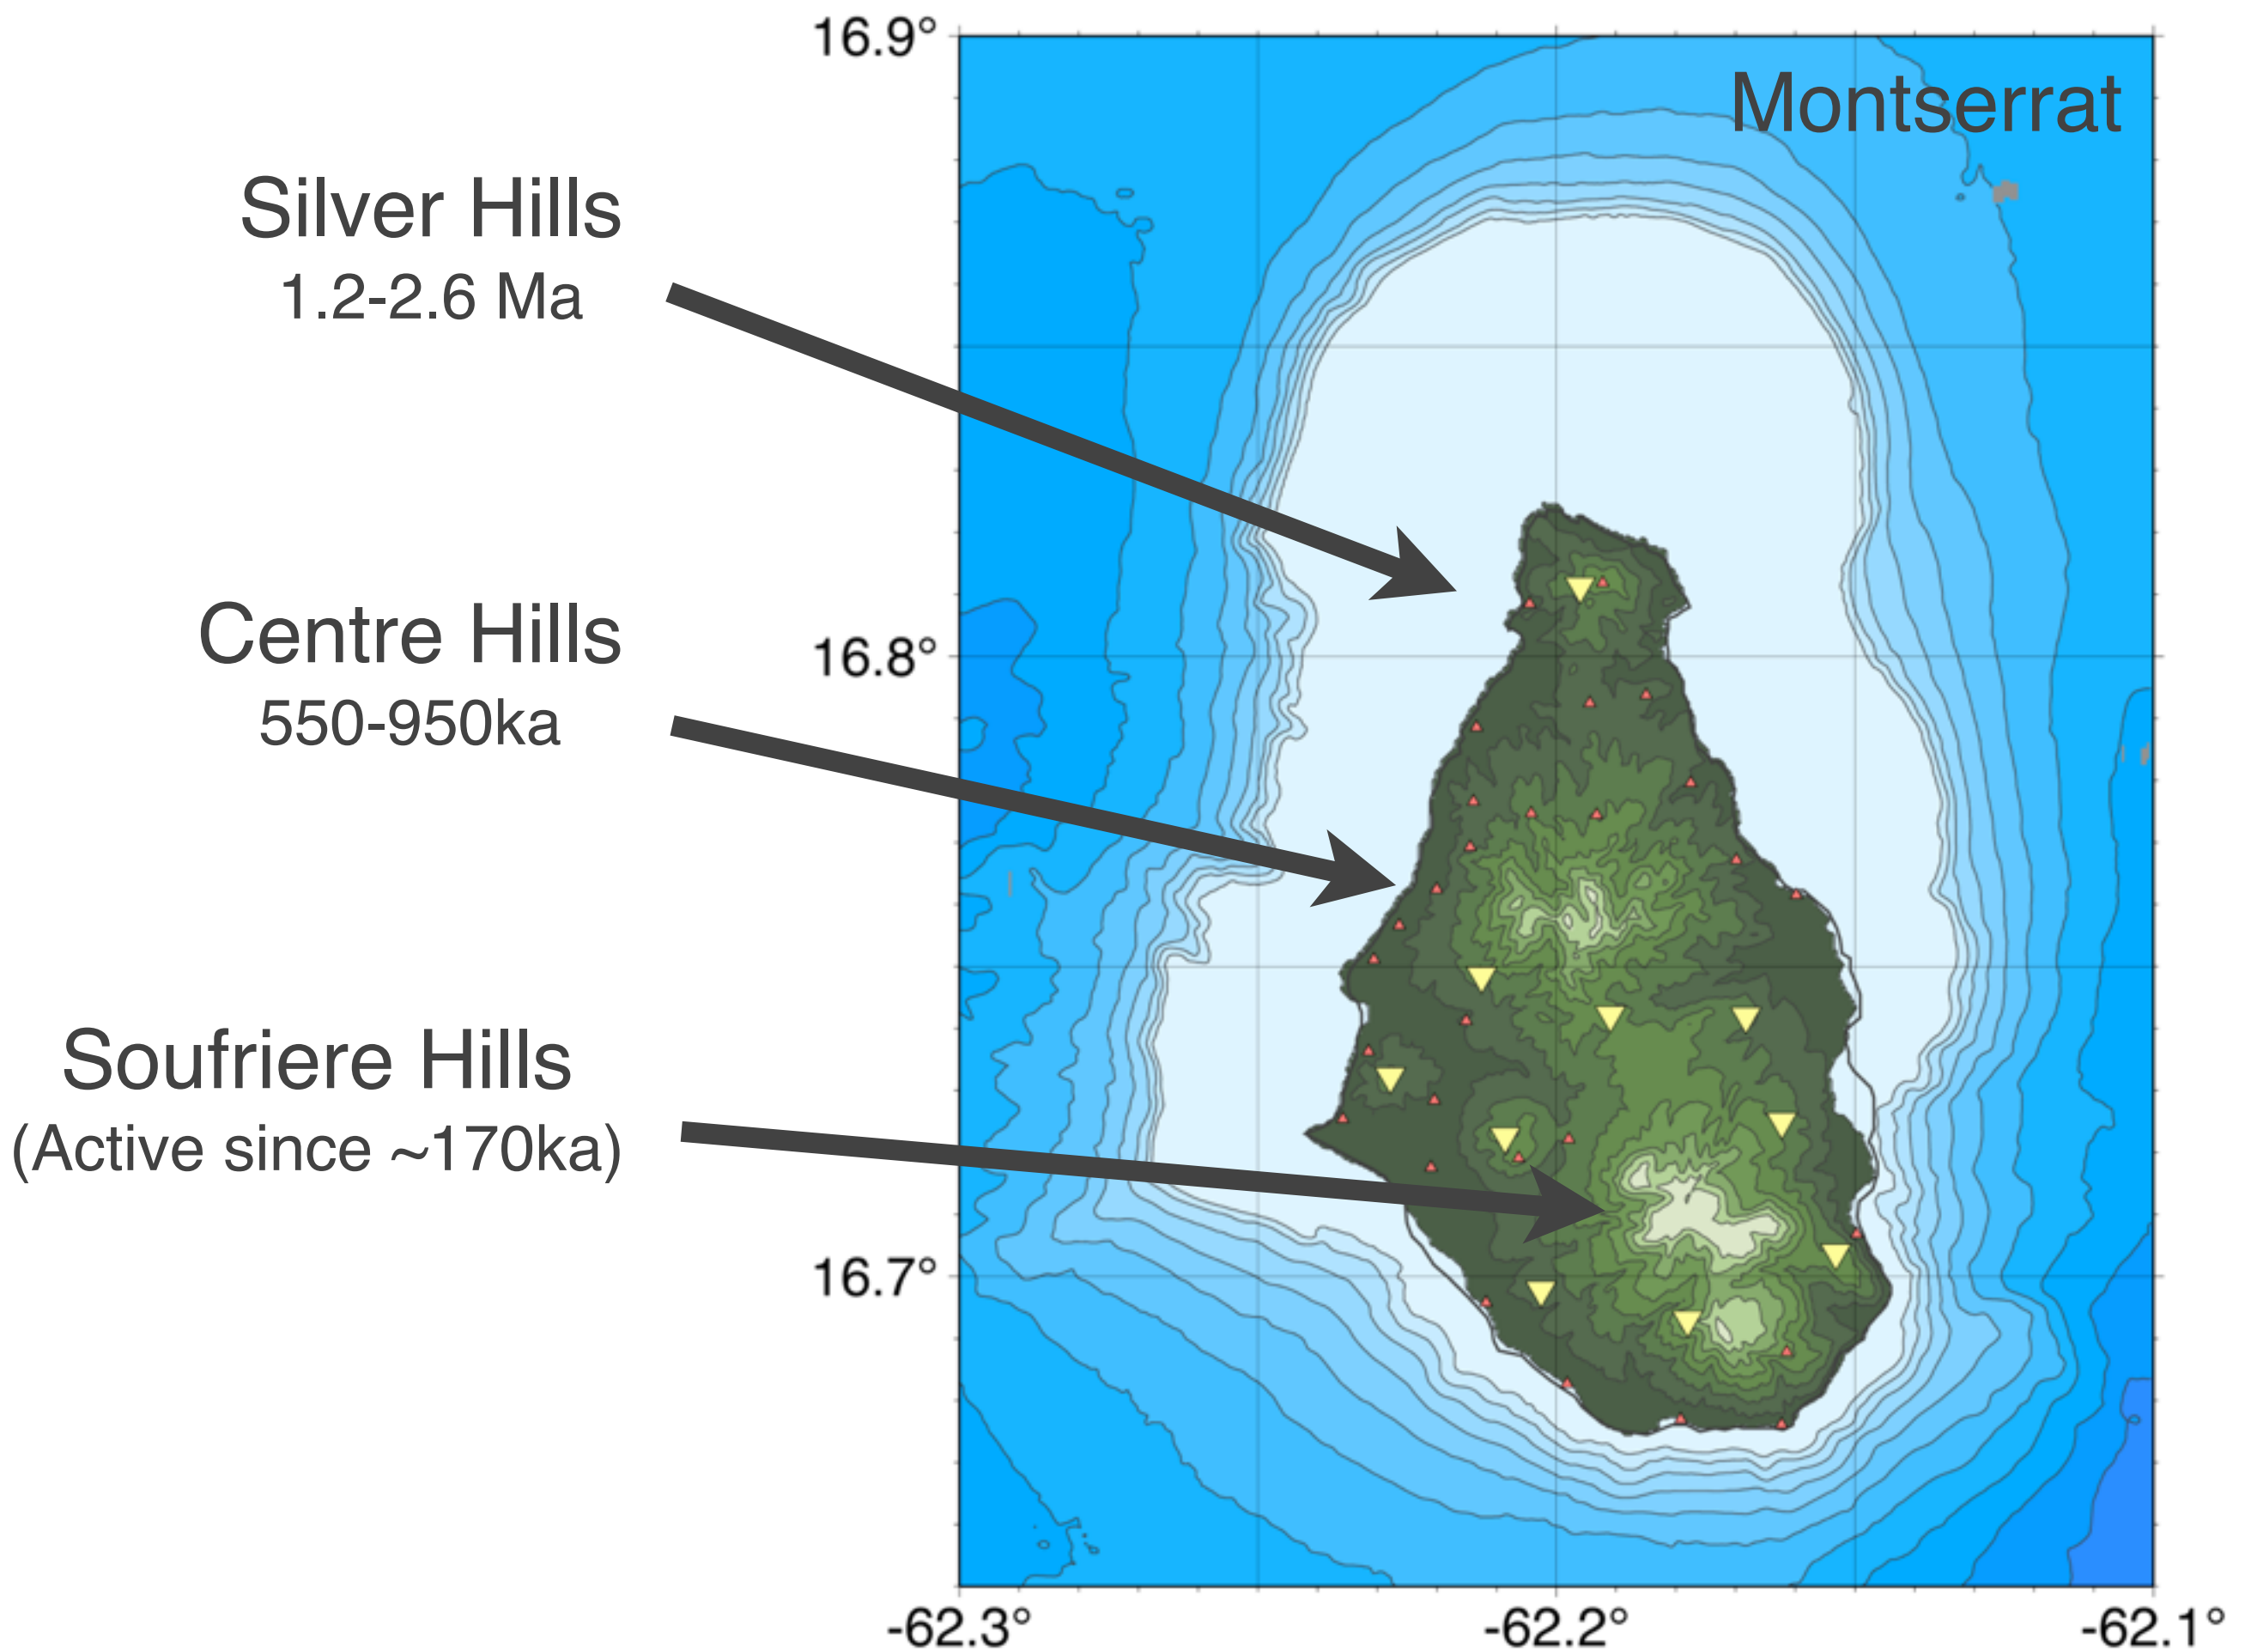 16.9°
Montserrat
Silver Hills
1.2-2.6 Ma
Centre Hills
550-950ka
16.8°
Soufriere Hills
(Active since ~170ka)
16.7°
-62.3°
-62.2°
-62.1°